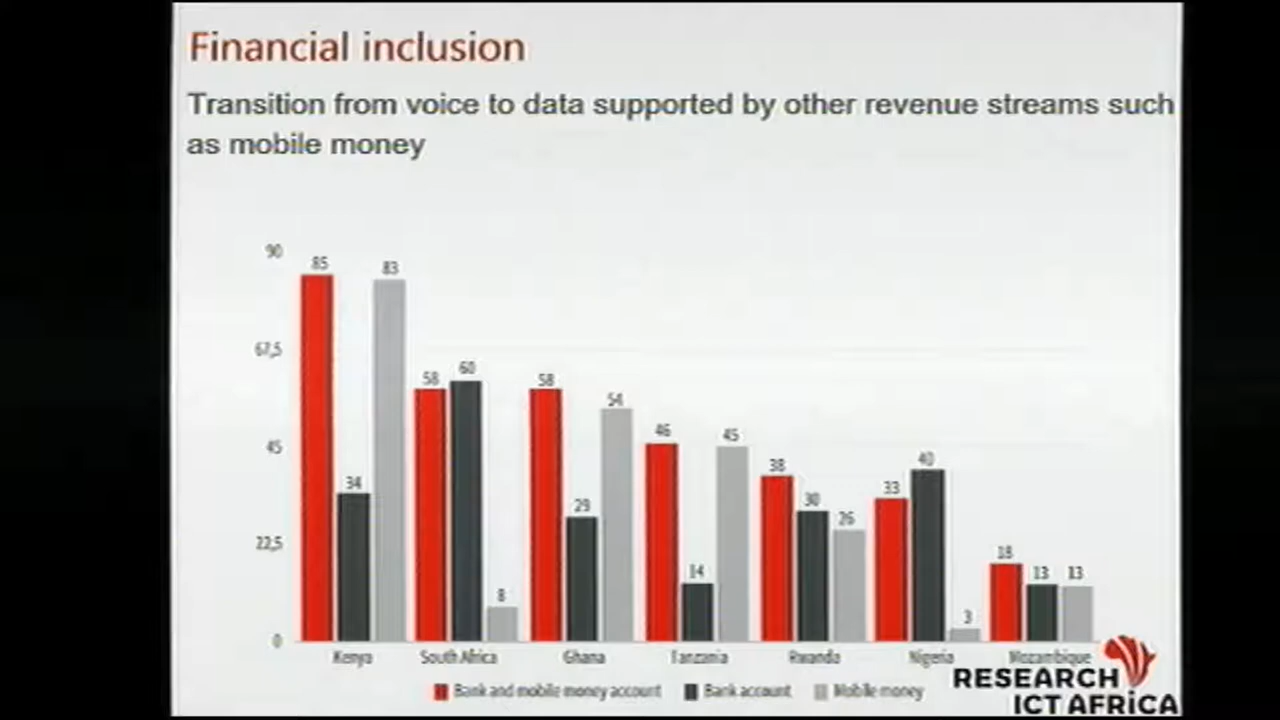 Financial inclusion
Transition from voice to data supported by other revenue streams such
as mobile money
90
67,5
45
22,5
0
85
34
83
58
60
8
58
29
54
46
14
45
38
30
26
33
40
3
18
13
13
Kenya
South Africa
Ghana
Tanzania
Rwanda
Nigeria
Mozambique
Bank and mobile money account
Bank account
Mobile money
RESEARCH
ICT AFRiCA